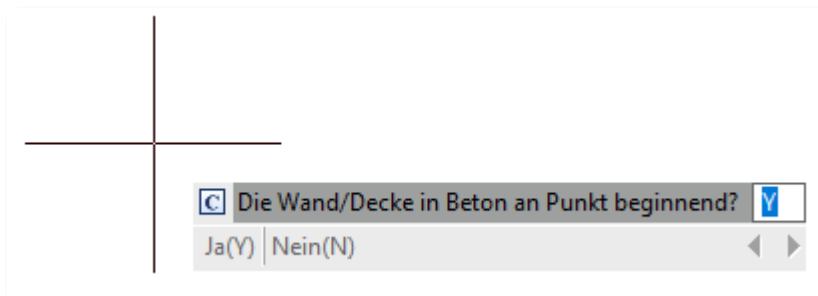 C Die Wand/Decke in Beton an Punkt beginnend? Y
Ja(Y) Nein(N)